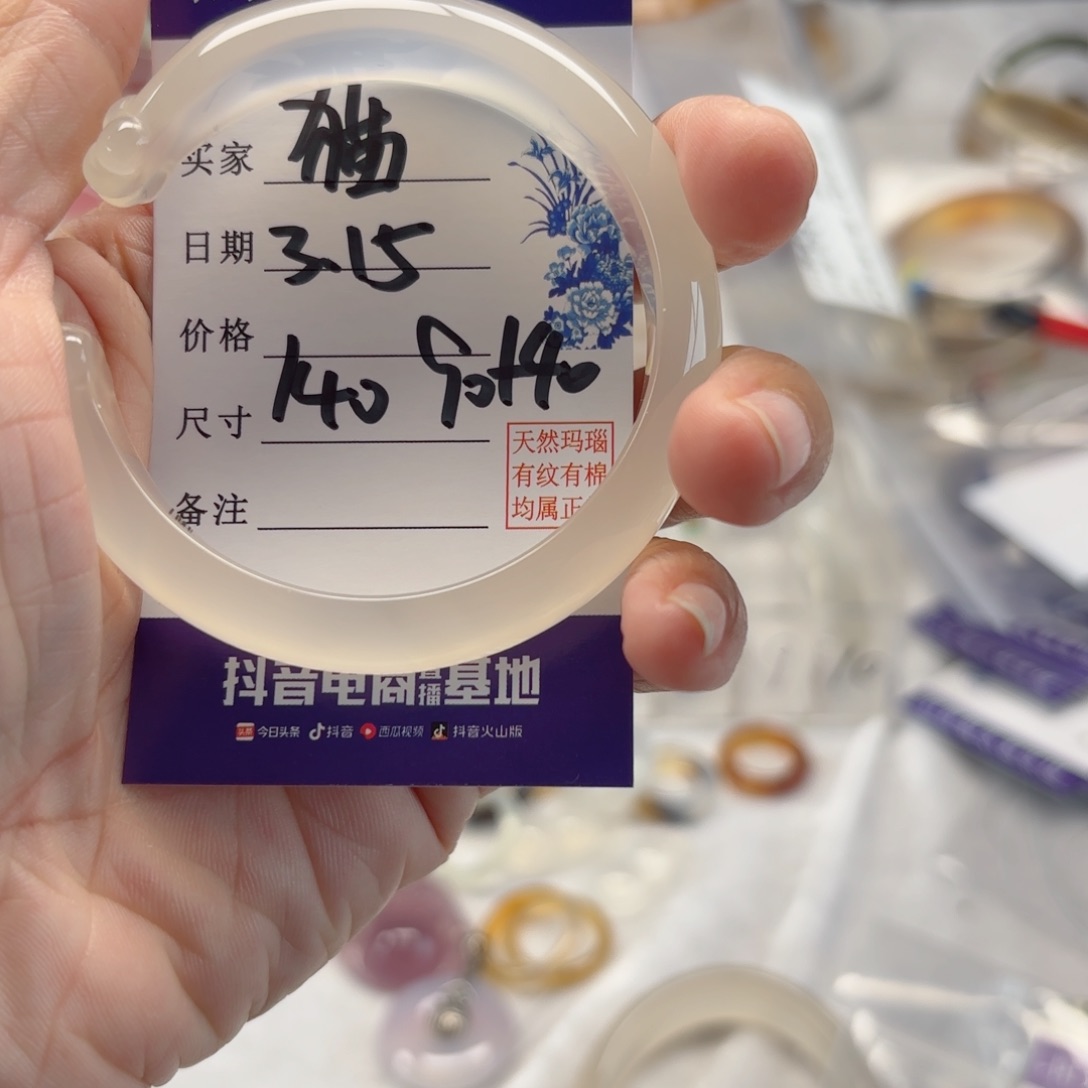 买家
日期 3.15
价格
140 90+40
尺寸
备注
天然玛瑙
有纹有棉
均属正
抖音电商直播基地
今日头条 抖音 西瓜视频 抖音火山版